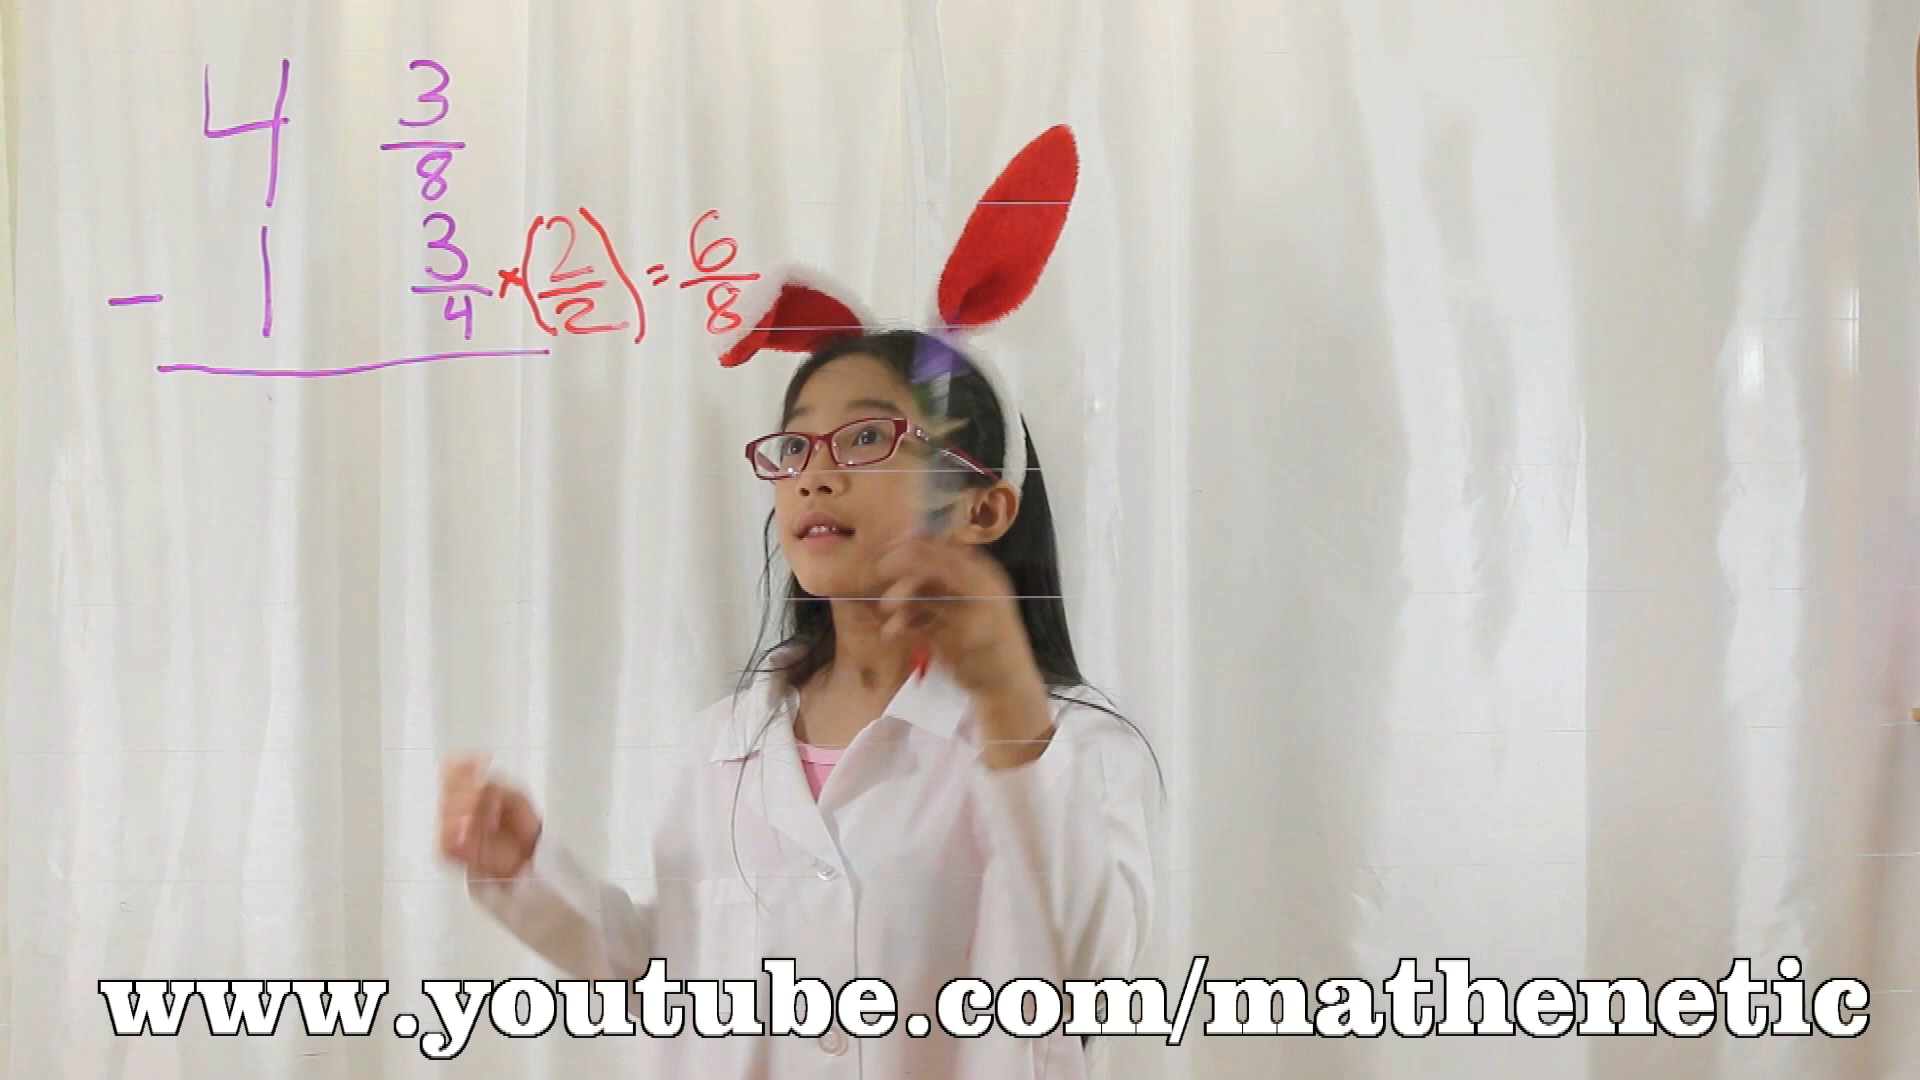 4 3/8
- 1 3/4 × (2/2) = 6/8
www.youtube.com/mathenetic